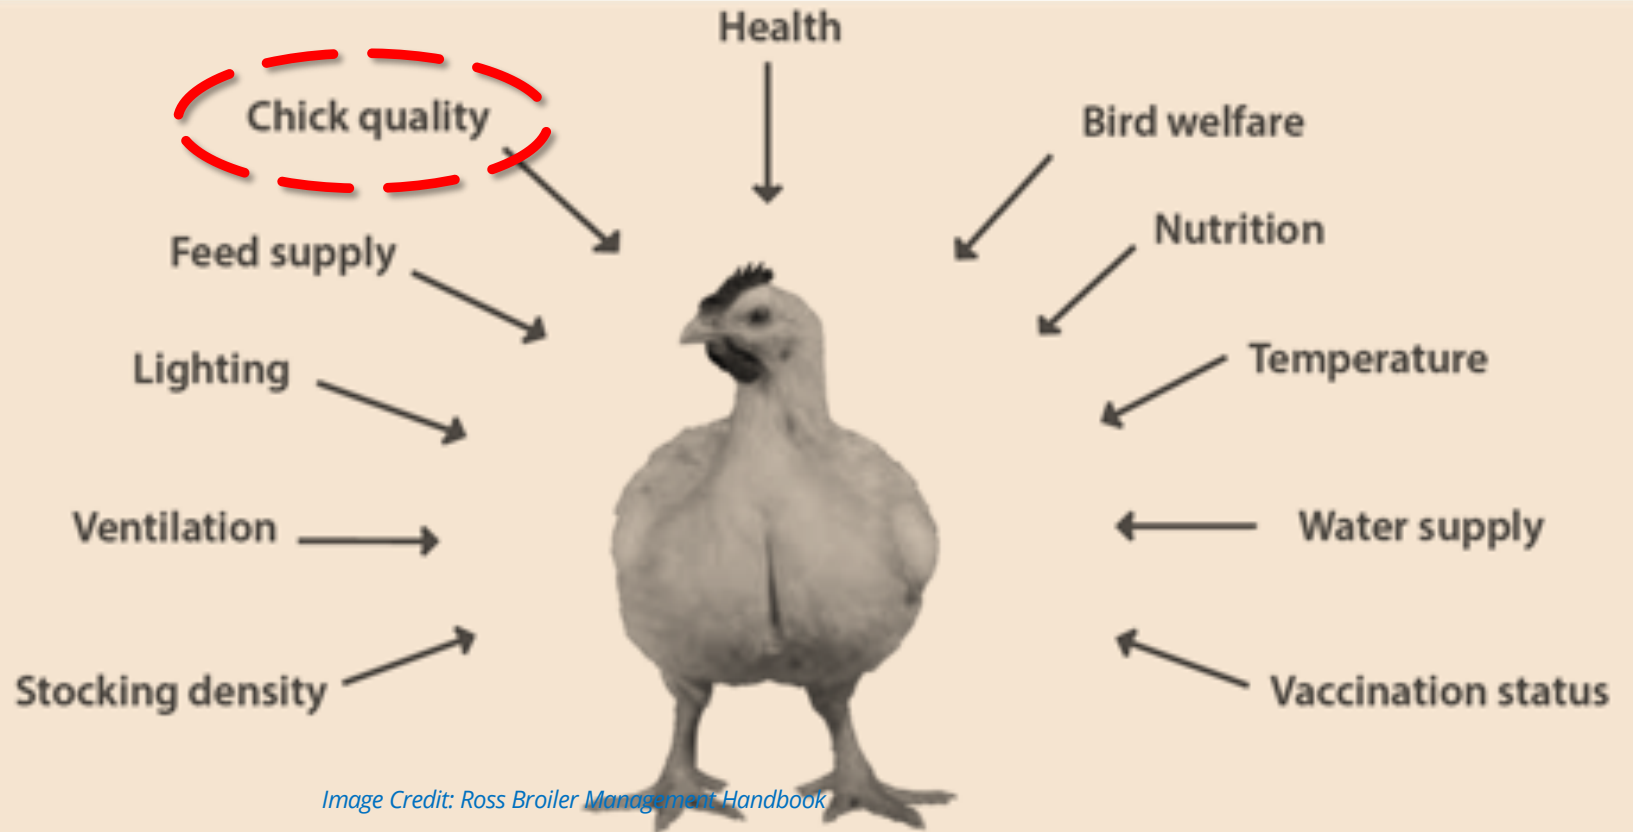 Health
Chick quality
Bird welfare
Feed supply
Nutrition
Lighting
Temperature
Ventilation
Water supply
Stocking density
Vaccination status
Image Credit: Ross Broiler Management Handbook